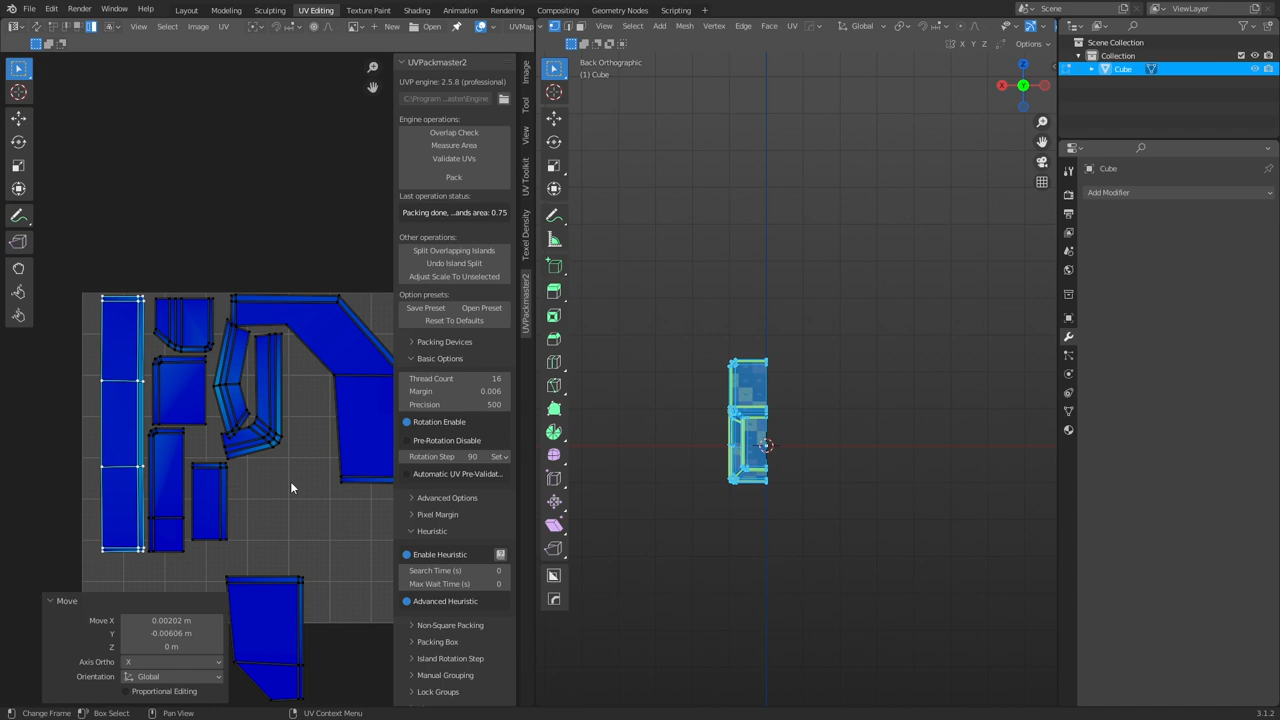 File Edit Render Window Help
Layout Modeling Sculpting UV Editing Texture Paint Shading Animation Rendering Compositing Geometry Nodes Scripting
Scene
ViewLayer
View Select Image UV
New Open
UVMap
View Select Add Mesh Vertex Edge Face UV
Global
X Y Z Options
UVPackmaster2
UVP engine: 2.5.8 (professional)
C:\Program ...aster\Engine
Engine operations:
Overlap Check
Measure Area
Validate UVs
Pack
Last operation status:
Packing done, ...ands area: 0.75
Other operations:
Split Overlapping Islands
Undo Island Split
Adjust Scale To Unselected
Option presets:
Save Preset Open Preset
Reset To Defaults
Packing Devices
Basic Options
Thread Count 16
Margin 0.006
Precision 500
Rotation Enable
Pre-Rotation Disable
Rotation Step 90 Set
Automatic UV Pre-Validat...
Advanced Options
Pixel Margin
Heuristic
Enable Heuristic
Search Time (s) 0
Max Wait Time (s) 0
Advanced Heuristic
Non-Square Packing
Packing Box
Island Rotation Step
Manual Grouping
Lock Groups
Image
Tool
View
UV Toolkit
Texel Density
UVPackmaster2
Back Orthographic
(1) Cube
Z
X
Y
Scene Collection
Collection
Cube
Cube
Add Modifier
Move
Move X 0.00202 m
Y -0.00606 m
Z 0 m
Axis Ortho X
Orientation Global
Proportional Editing
Change Frame Box Select Pan View UV Context Menu
3.1.2